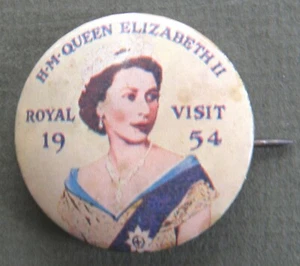 H·M·QUEEN ELIZABETH II
ROYAL VISIT
19 54